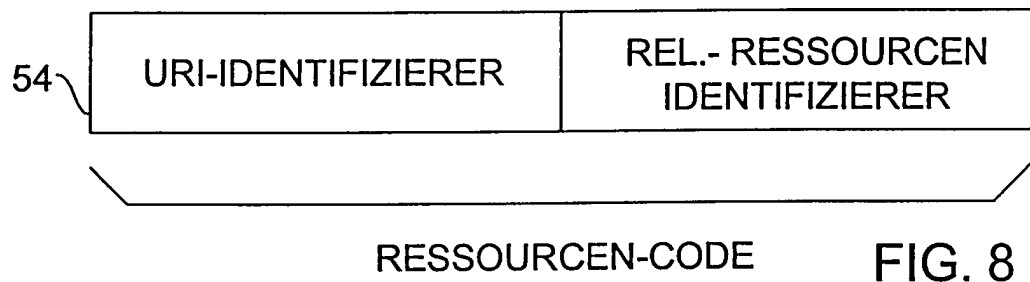 54
URI-IDENTIFIZIERER
REL.- RESSOURCEN
IDENTIFIZIERER
RESSOURCEN-CODE
FIG. 8